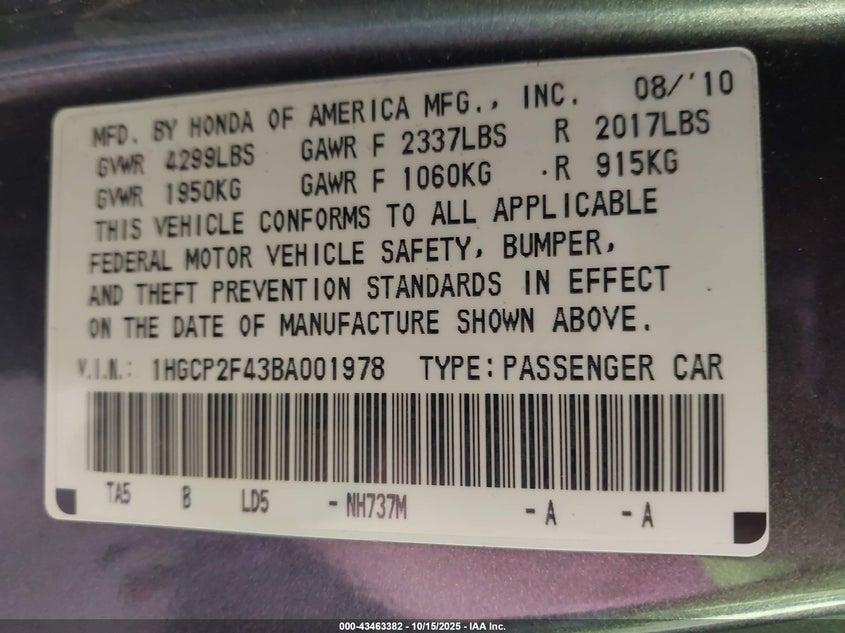 MFD. BY HONDA OF AMERICA MFG., INC. 08/'10
GVWR 4299LBS GAWR F 2337LBS R 2017LBS
GVWR 1950KG GAWR F 1060KG .R 915KG
THIS VEHICLE CONFORMS TO ALL APPLICABLE
FEDERAL MOTOR VEHICLE SAFETY, BUMPER,
AND THEFT PREVENTION STANDARDS IN EFFECT
ON THE DATE OF MANUFACTURE SHOWN ABOVE.
V.I.N.: 1HGCP2F43BA001978 TYPE: PASSENGER CAR
TA5 B LD5 - NH737M - A - A
000-43463382 - 10/15/2025 - IAA Inc.